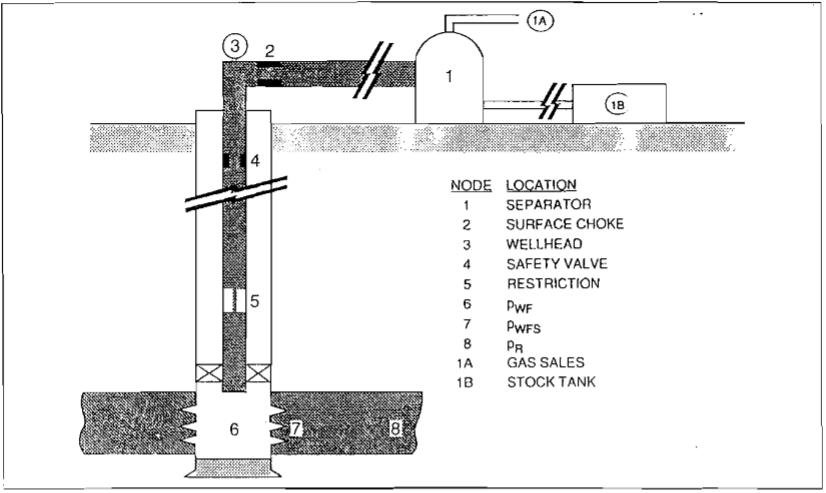 1A
3
2
1
1B
4
NODE LOCATION
1 SEPARATOR
2 SURFACE CHOKE
3 WELLHEAD
4 SAFETY VALVE
5 RESTRICTION
6 PWF
7 PWFS
8 PR
1A GAS SALES
1B STOCK TANK
5
6
7
8